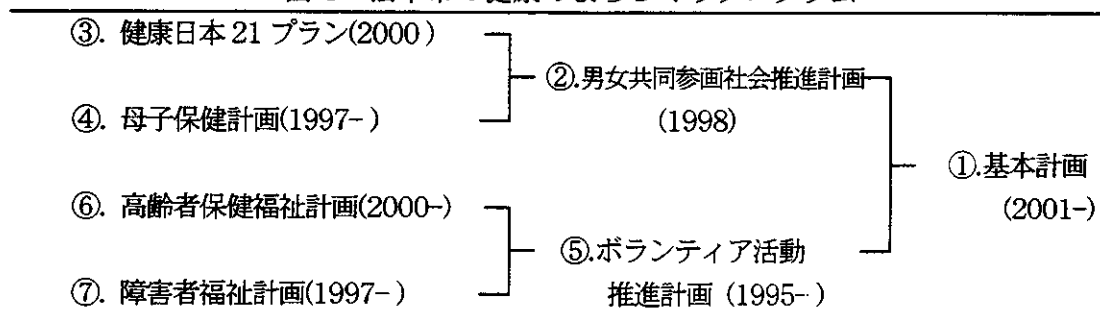 ③. 健康日本21プラン(2000)
②.男女共同参画社会推進計画
④. 母子保健計画(1997-)
(1998)
①.基本計画
⑥. 高齢者保健福祉計画(2000-)
(2001-)
⑤.ボランティア活動
⑦. 障害者福祉計画(1997-)
推進計画 (1995-)